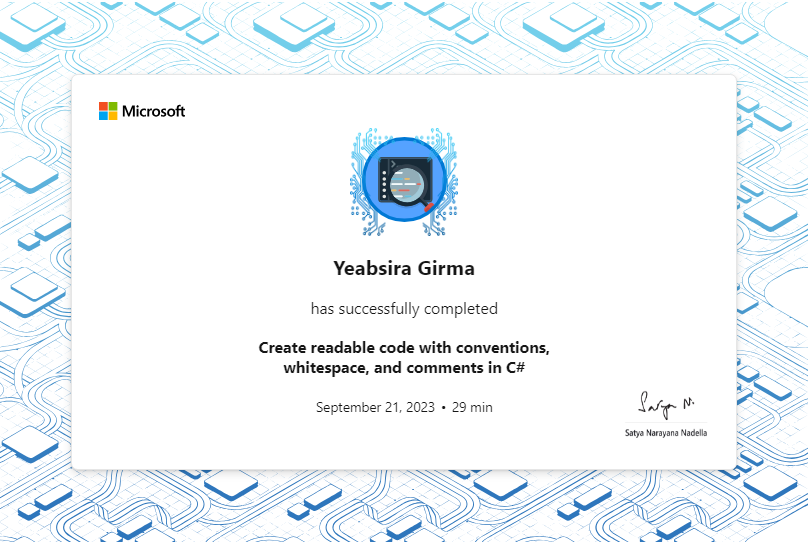 Microsoft
Yeabsira Girma
has successfully completed
Create readable code with conventions,
whitespace, and comments in C#
September 21, 2023 • 29 min
Satya N.
Satya Narayana Nadella